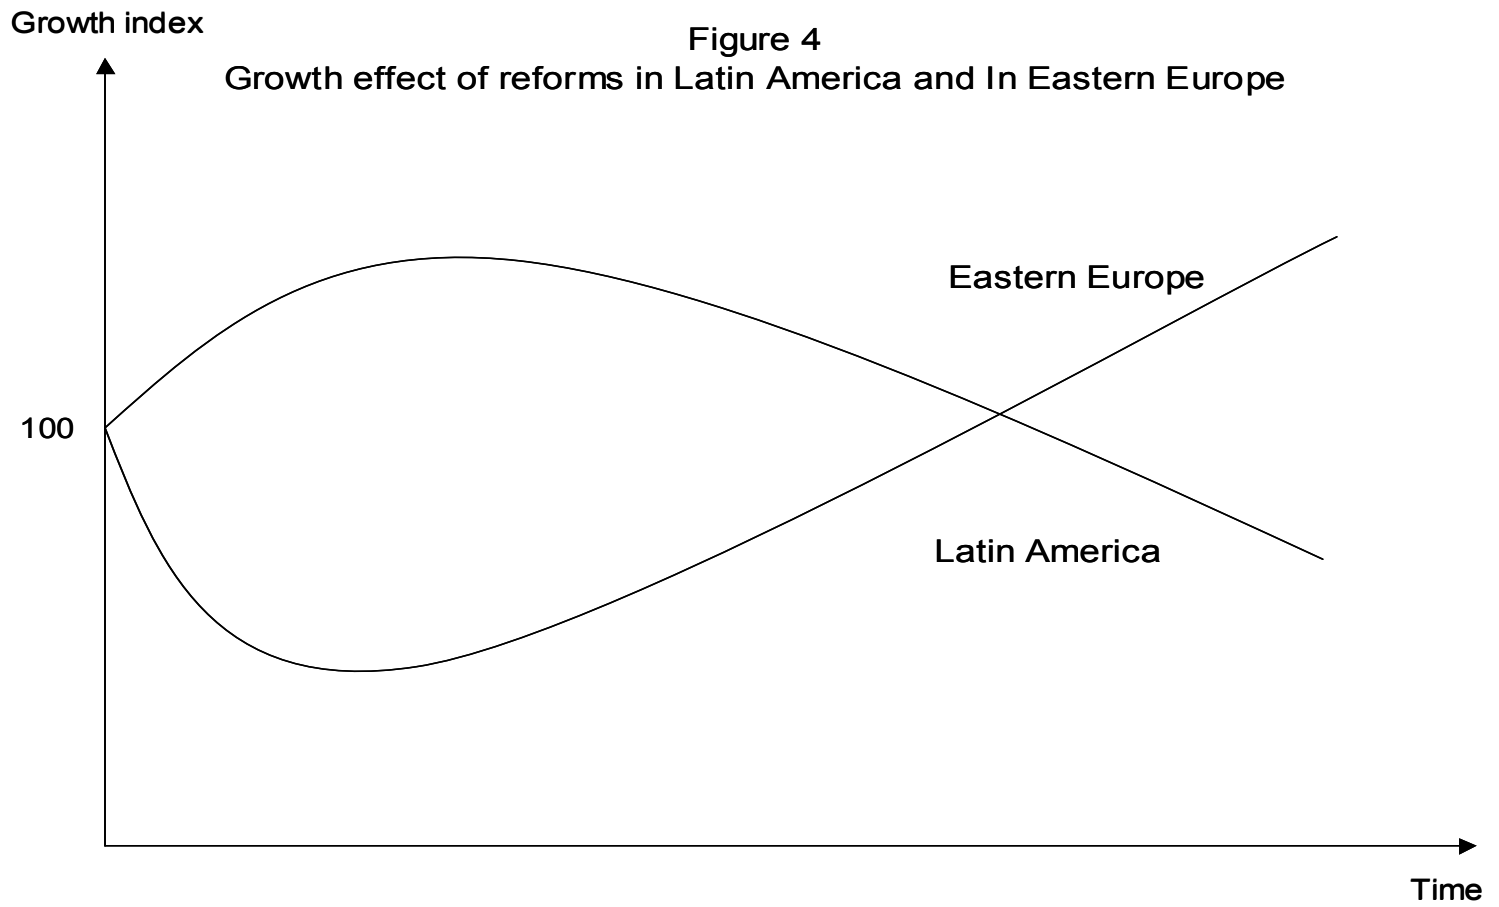 Growth index
Figure 4
Growth effect of reforms in Latin America and In Eastern Europe
Eastern Europe
100
Latin America
Time